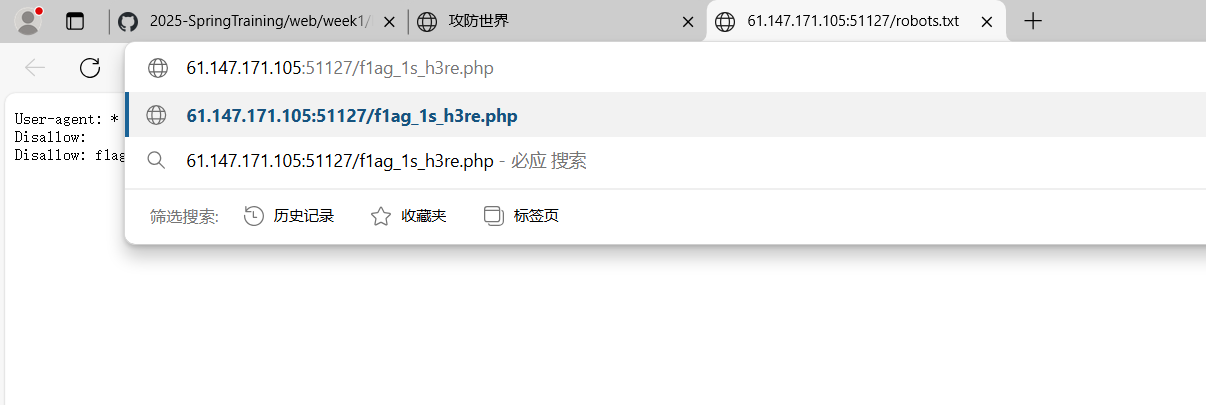 2025-SpringTraining/web/week1/
攻防世界
61.147.171.105:51127/robots.txt
61.147.171.105:51127/f1ag_1s_h3re.php
61.147.171.105:51127/f1ag_1s_h3re.php
61.147.171.105:51127/f1ag_1s_h3re.php - 必应 搜索
筛选搜索: 历史记录 收藏夹 标签页
User-agent: *
Disallow:
Disallow: flag